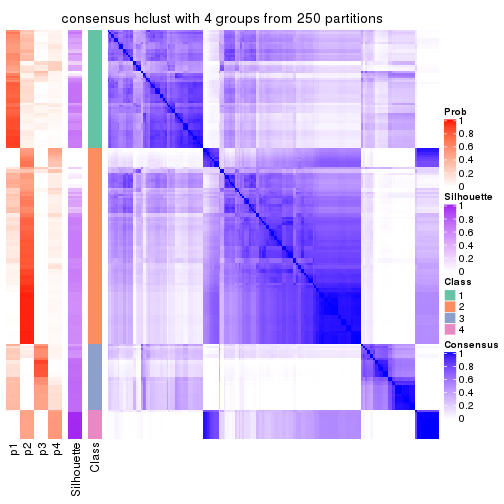 consensus hclust with 4 groups from 250 partitions
Prob
1
0.8
0.6
0.4
0.2
0
Silhouette
1
0.8
0.6
0.4
0.2
0
Class
1
2
3
4
Consensus
1
0.8
0.6
0.4
0.2
0
p1
p2
p3
p4
Silhouette
Class